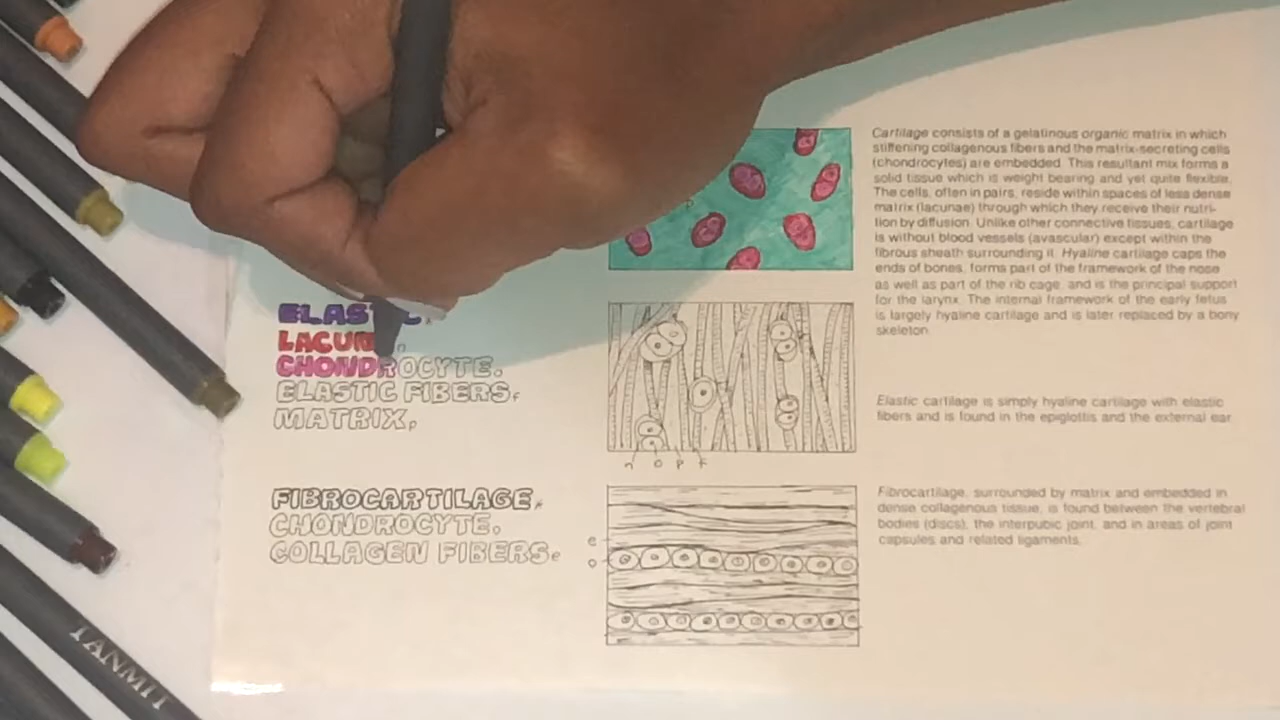 Cartilage consists of a gelatinous organic matrix in which
stiffening collagenous fibers and the matrix-secreting cells
(chondrocytes) are embedded. This resultant mix forms a
solid tissue which is weight bearing and yet quite flexible.
The cells, often in pairs, reside within spaces of less dense
matrix (lacunae) through which they receive their nutri-
tion by diffusion. Unlike other connective tissues, cartilage
is without blood vessels (avascular) except within the
fibrous sheath surrounding it. Hyaline cartilage caps the
ends of bones, forms part of the framework of the nose
as well as part of the rib cage, and is the principal support
for the larynx. The internal framework of the early fetus
is largely hyaline cartilage and is later replaced by a bony
skeleton.
CHONDROCYTE.
ELASTIC FIBERS.
MATRIX.
Elastic cartilage is simply hyaline cartilage with elastic
fibers and is found in the epiglottis and the external ear.
FIBROCARTILAGE.
CHONDROCYTE.
COLLAGEN FIBERS.
e
o
Fibrocartilage, surrounded by matrix and embedded in
dense collagenous tissue, is found between the vertebral
bodies (discs), the interpubic joint, and in areas of joint
capsules and related ligaments.
TANMIT